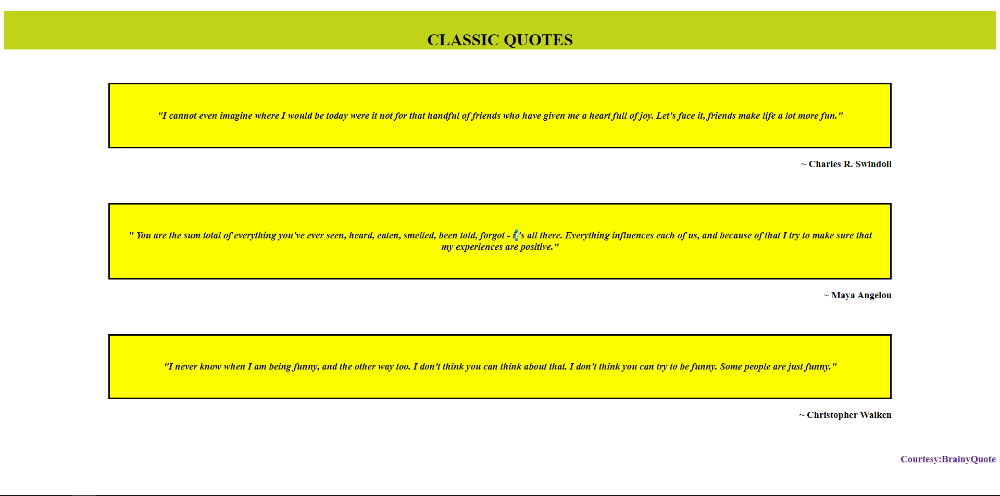 CLASSIC QUOTES
"I cannot even imagine where I would be today were it not for that handful of friends who have given me a heart full of joy. Let's face it, friends make life a lot more fun."
~ Charles R. Swindoll
" You are the sum total of everything you've ever seen, heard, eaten, smelled, been told, forgot - it's all there. Everything influences each of us, and because of that I try to make sure that
my experiences are positive."
~ Maya Angelou
"I never know when I am being funny, and the other way too. I don't think you can think about that. I don't think you can try to be funny. Some people are just funny."
~ Christopher Walken
Courtesy:BrainyQuote